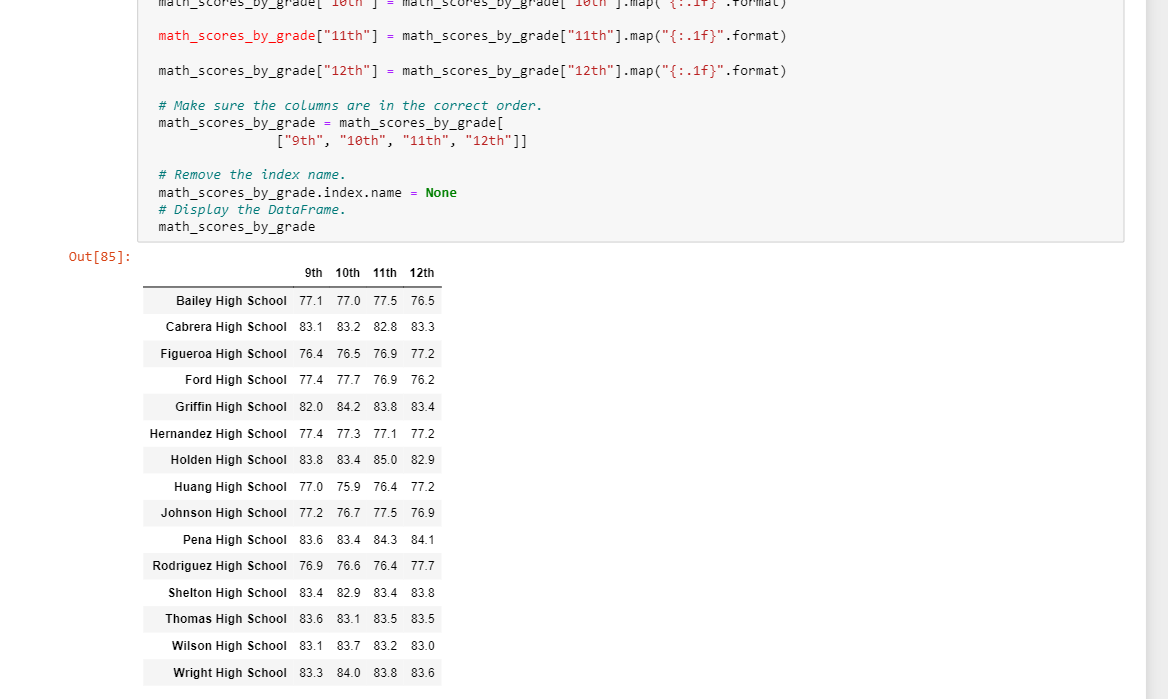 math_scores_by_grade["10th"] = math_scores_by_grade["10th"].map("{:.1f}".format)
math_scores_by_grade["11th"] = math_scores_by_grade["11th"].map("{:.1f}".format)
math_scores_by_grade["12th"] = math_scores_by_grade["12th"].map("{:.1f}".format)
# Make sure the columns are in the correct order.
math_scores_by_grade = math_scores_by_grade[
["9th", "10th", "11th", "12th"]]
# Remove the index name.
math_scores_by_grade.index.name = None
# Display the DataFrame.
math_scores_by_grade
Out[85]:
9th 10th 11th 12th
Bailey High School 77.1 77.0 77.5 76.5
Cabrera High School 83.1 83.2 82.8 83.3
Figueroa High School 76.4 76.5 76.9 77.2
Ford High School 77.4 77.7 76.9 76.2
Griffin High School 82.0 84.2 83.8 83.4
Hernandez High School 77.4 77.3 77.1 77.2
Holden High School 83.8 83.4 85.0 82.9
Huang High School 77.0 75.9 76.4 77.2
Johnson High School 77.2 76.7 77.5 76.9
Pena High School 83.6 83.4 84.3 84.1
Rodriguez High School 76.9 76.6 76.4 77.7
Shelton High School 83.4 82.9 83.4 83.8
Thomas High School 83.6 83.1 83.5 83.5
Wilson High School 83.1 83.7 83.2 83.0
Wright High School 83.3 84.0 83.8 83.6